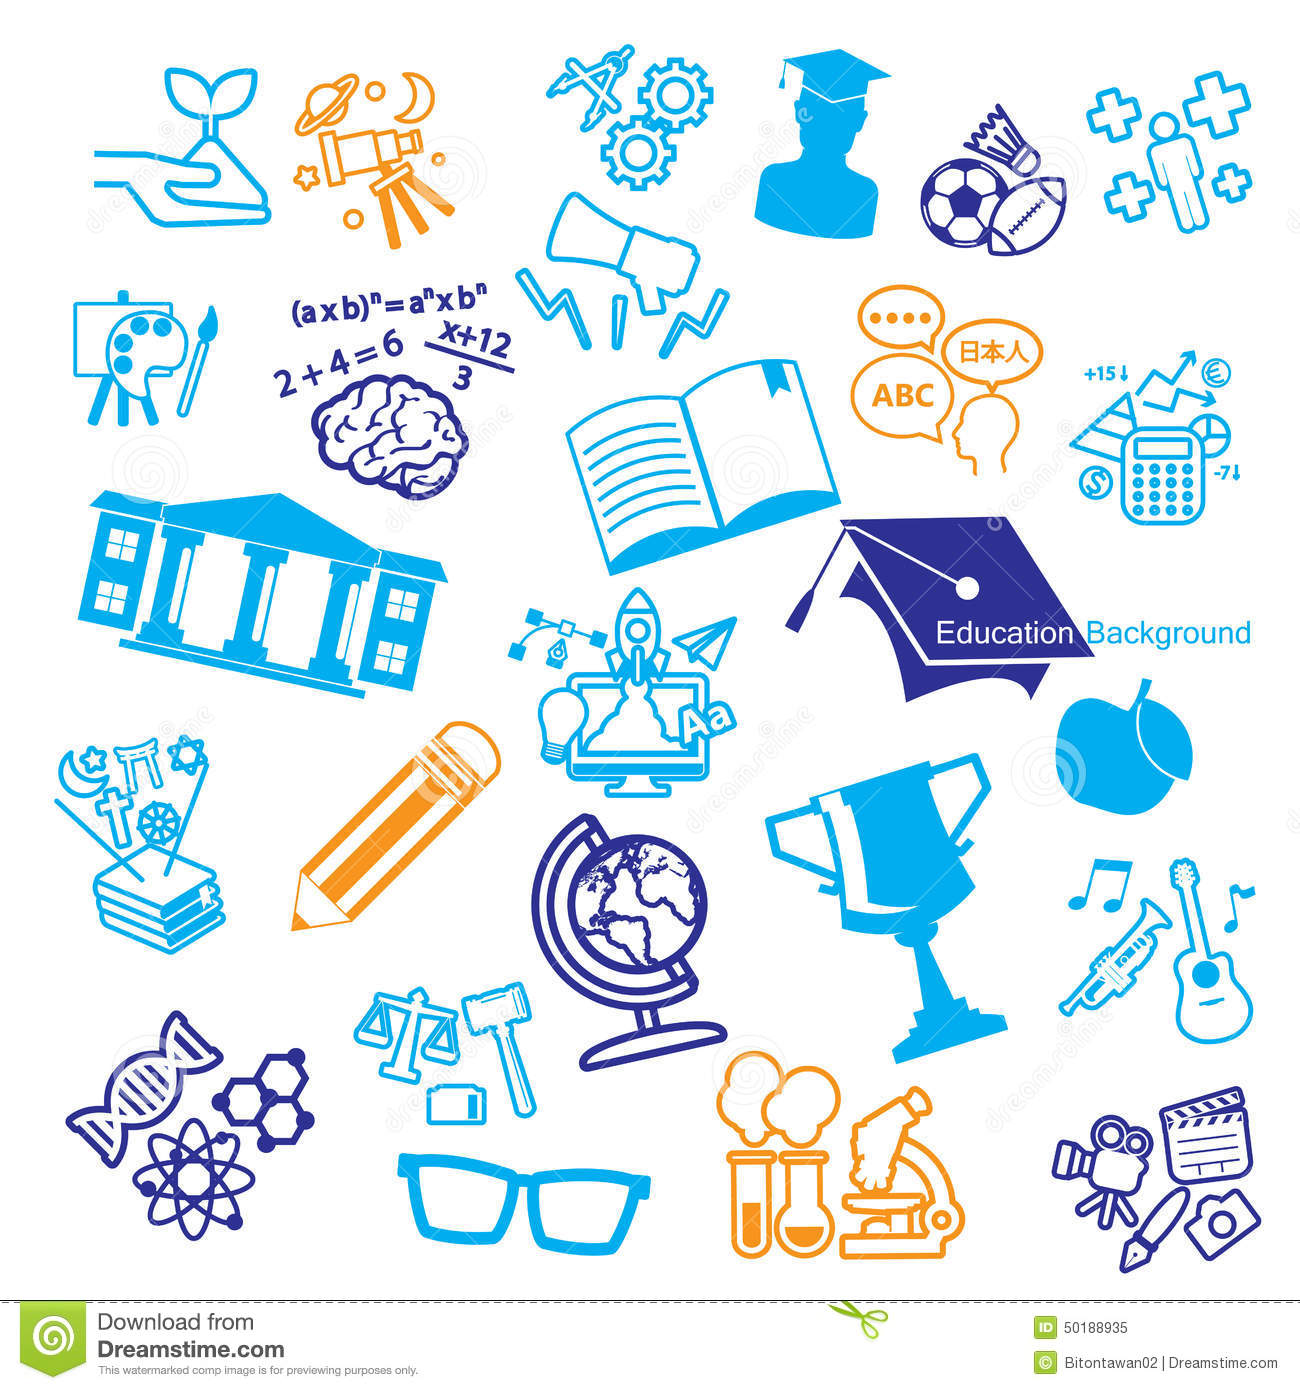 (a x b)ⁿ = aⁿ x bⁿ
2 + 4 = 6
x+12
3
日本人
ABC
+15↓
€
$
-7↓
Education Background
Aa
Download from
Dreamstime.com
This watermarked comp image is for previewing purposes only.
ID 50188935
© Bitontawan02 | Dreamstime.com